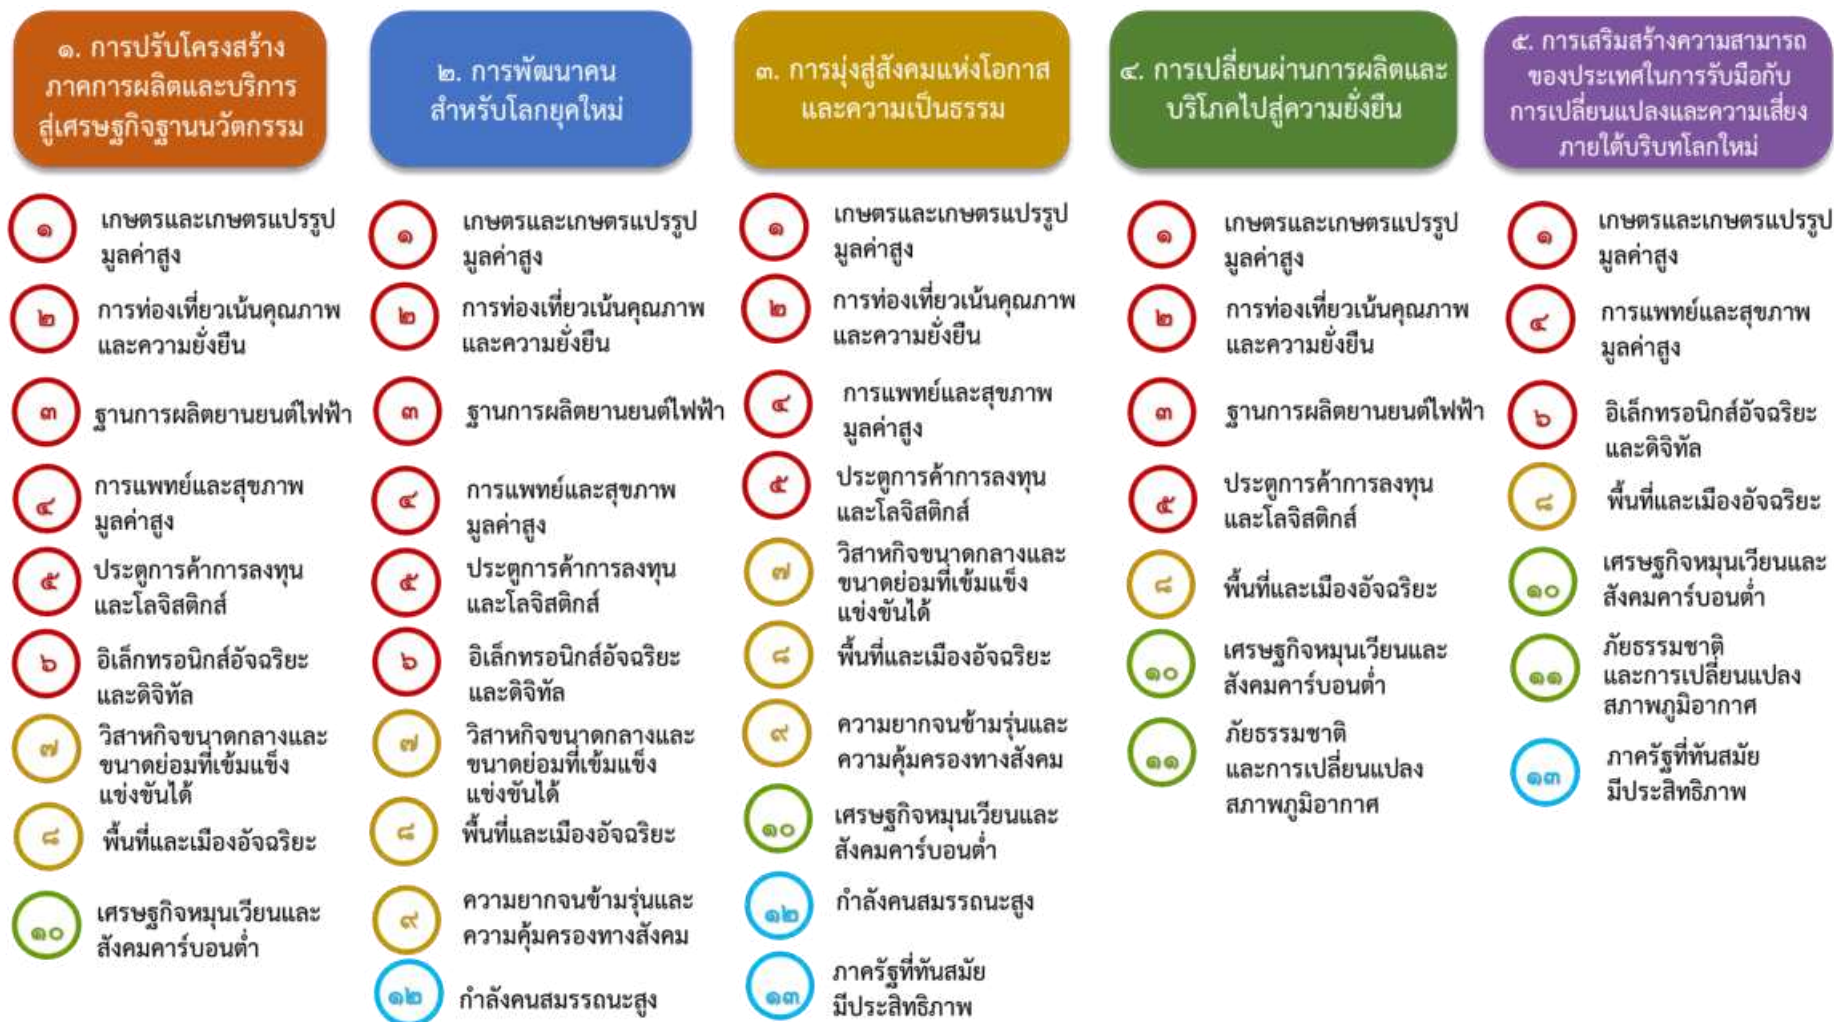 ๑. การปรับโครงสร้าง
ภาคการผลิตและบริการ
สู่เศรษฐกิจฐานนวัตกรรม
๑
เกษตรและเกษตรแปรรูป
มูลค่าสูง
๒
การท่องเที่ยวเน้นคุณภาพ
และความยั่งยืน
๓
ฐานการผลิตยานยนต์ไฟฟ้า
๔
การแพทย์และสุขภาพ
มูลค่าสูง
๕
ประตูการค้าการลงทุน
และโลจิสติกส์
๖
อิเล็กทรอนิกส์อัจฉริยะ
และดิจิทัล
๗
วิสาหกิจขนาดกลางและ
ขนาดย่อมที่เข้มแข็ง
แข่งขันได้
๘
พื้นที่และเมืองอัจฉริยะ
๑๐
เศรษฐกิจหมุนเวียนและ
สังคมคาร์บอนต่ำ
๒. การพัฒนาคน
สำหรับโลกยุคใหม่
๑
เกษตรและเกษตรแปรรูป
มูลค่าสูง
๒
การท่องเที่ยวเน้นคุณภาพ
และความยั่งยืน
๓
ฐานการผลิตยานยนต์ไฟฟ้า
๔
การแพทย์และสุขภาพ
มูลค่าสูง
๕
ประตูการค้าการลงทุน
และโลจิสติกส์
๖
อิเล็กทรอนิกส์อัจฉริยะ
และดิจิทัล
๗
วิสาหกิจขนาดกลางและ
ขนาดย่อมที่เข้มแข็ง
แข่งขันได้
๘
พื้นที่และเมืองอัจฉริยะ
๙
ความยากจนข้ามรุ่นและ
ความคุ้มครองทางสังคม
๑๒
กำลังคนสมรรถนะสูง
๓. การมุ่งสู่สังคมแห่งโอกาส
และความเป็นธรรม
๑
เกษตรและเกษตรแปรรูป
มูลค่าสูง
๒
การท่องเที่ยวเน้นคุณภาพ
และความยั่งยืน
๔
การแพทย์และสุขภาพ
มูลค่าสูง
๕
ประตูการค้าการลงทุน
และโลจิสติกส์
๗
วิสาหกิจขนาดกลางและ
ขนาดย่อมที่เข้มแข็ง
แข่งขันได้
๘
พื้นที่และเมืองอัจฉริยะ
๙
ความยากจนข้ามรุ่นและ
ความคุ้มครองทางสังคม
๑๐
เศรษฐกิจหมุนเวียนและ
สังคมคาร์บอนต่ำ
๑๒
กำลังคนสมรรถนะสูง
๑๓
ภาครัฐที่ทันสมัย
มีประสิทธิภาพ
๔. การเปลี่ยนผ่านการผลิตและ
บริโภคไปสู่ความยั่งยืน
๑
เกษตรและเกษตรแปรรูป
มูลค่าสูง
๒
การท่องเที่ยวเน้นคุณภาพ
และความยั่งยืน
๓
ฐานการผลิตยานยนต์ไฟฟ้า
๕
ประตูการค้าการลงทุน
และโลจิสติกส์
๘
พื้นที่และเมืองอัจฉริยะ
๑๐
เศรษฐกิจหมุนเวียนและ
สังคมคาร์บอนต่ำ
๑๑
ภัยธรรมชาติ
และการเปลี่ยนแปลง
สภาพภูมิอากาศ
๕. การเสริมสร้างความสามารถ
ของประเทศในการรับมือกับ
การเปลี่ยนแปลงและความเสี่ยง
ภายใต้บริบทโลกใหม่
๑
เกษตรและเกษตรแปรรูป
มูลค่าสูง
๔
การแพทย์และสุขภาพ
มูลค่าสูง
๖
อิเล็กทรอนิกส์อัจฉริยะ
และดิจิทัล
๘
พื้นที่และเมืองอัจฉริยะ
๑๐
เศรษฐกิจหมุนเวียนและ
สังคมคาร์บอนต่ำ
๑๑
ภัยธรรมชาติ
และการเปลี่ยนแปลง
สภาพภูมิอากาศ
๑๓
ภาครัฐที่ทันสมัย
มีประสิทธิภาพ